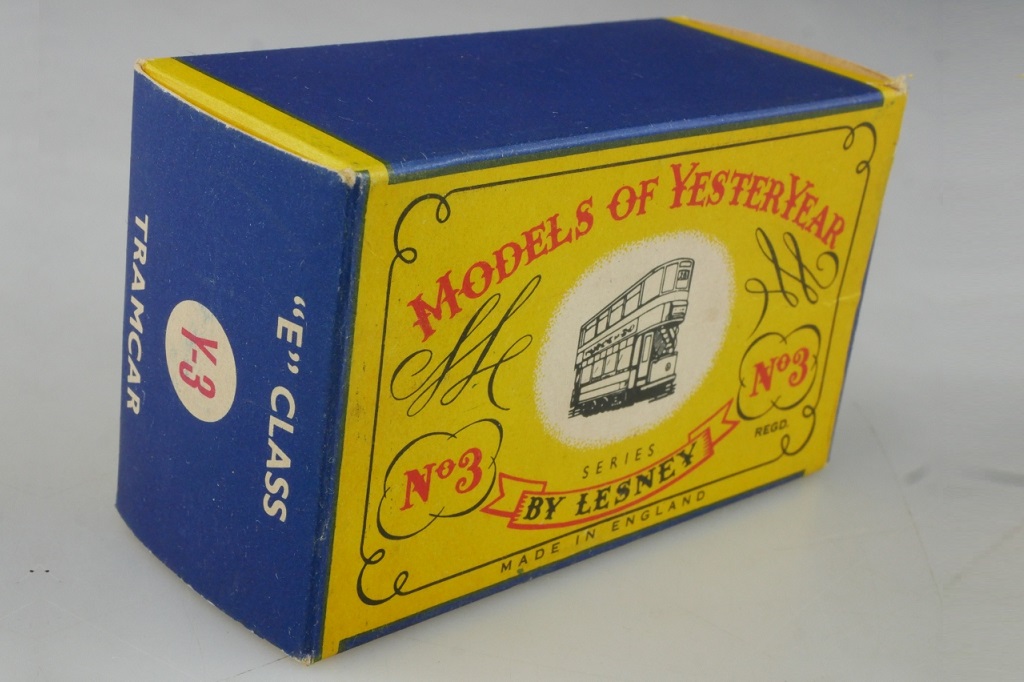 "E" CLASS
Y-3
TRAMCAR
MODELS OF YESTERYEAR
No3
No3
REGD.
SERIES
BY LESNEY
MADE IN ENGLAND